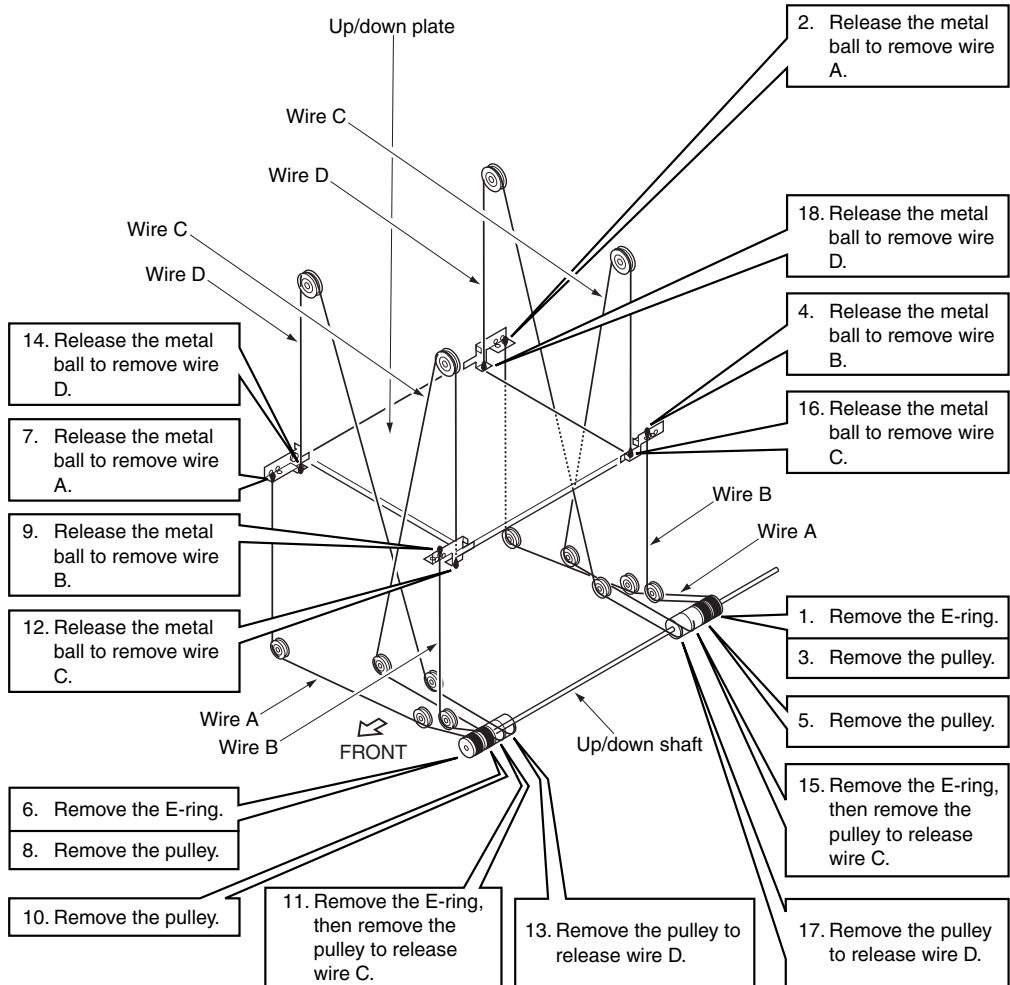 Up/down plate
2. Release the metal
ball to remove wire
A.
Wire C
Wire D
18. Release the metal
ball to remove wire
D.
Wire C
Wire D
4. Release the metal
ball to remove wire
B.
14. Release the metal
ball to remove wire
D.
16. Release the metal
ball to remove wire
C.
7. Release the metal
ball to remove wire
A.
Wire B
Wire A
9. Release the metal
ball to remove wire
B.
1. Remove the E-ring.
3. Remove the pulley.
12. Release the metal
ball to remove wire
C.
5. Remove the pulley.
Wire A
Wire B
FRONT
Up/down shaft
15. Remove the E-ring,
then remove the
pulley to release
wire C.
6. Remove the E-ring.
8. Remove the pulley.
10. Remove the pulley.
11. Remove the E-ring,
then remove the
pulley to release
wire C.
13. Remove the pulley to
release wire D.
17. Remove the pulley
to release wire D.